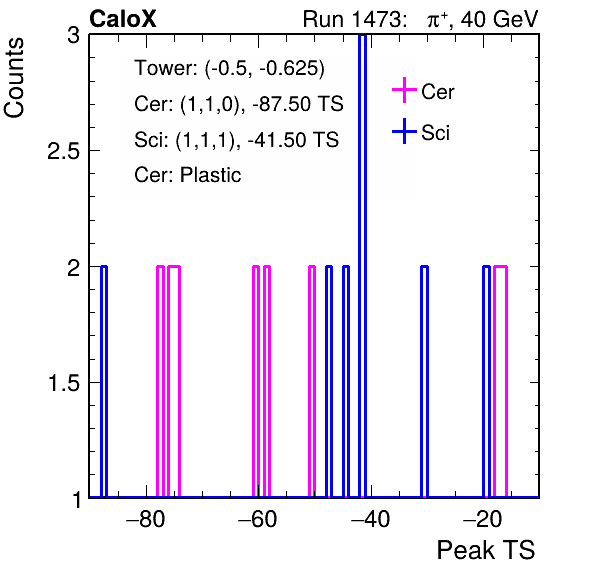 CaloX Run 1473: π⁺, 40 GeV
Counts
3
2.5
2
1.5
1
Tower: (-0.5, -0.625)
Cer: (1,1,0), -87.50 TS
Sci: (1,1,1), -41.50 TS
Cer: Plastic
Cer
Sci
−80 −60 −40 −20
Peak TS